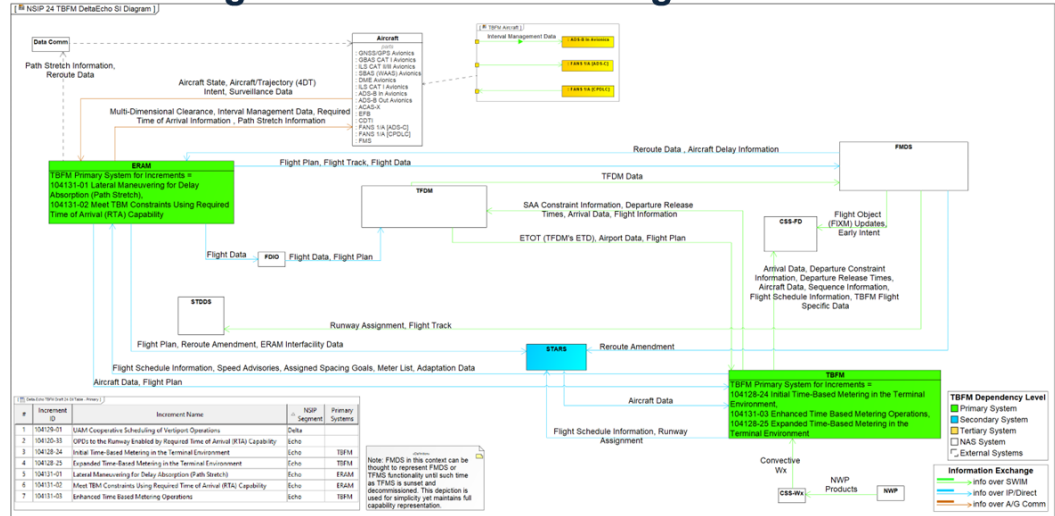 [ NSIP 24 TBFM DeltaEcho SI Diagram ]
Data Comm
Path Stretch Information,
Reroute Data
Aircraft
parts
: GNSS/GPS Avionics
: GBAS CAT I Avionics
: ILS CAT II/III Avionics
: SBAS (WAAS) Avionics
: DME Avionics
: ILS CAT I Avionics
: ADS-B In Avionics
: ADS-B Out Avionics
: ACAS-X
: EFB
: CDTI
: FANS 1/A [ADS-C]
: FANS 1/A [CPDLC]
: FMS
[ TBFM Aircraft ]
Interval Management Data
: ADS-B In Avionics
: FANS 1/A [ADS-C]
: FANS 1/A [CPDLC]
Aircraft State, Aircraft/Trajectory (4DT)
Intent, Surveillance Data
Multi-Dimensional Clearance, Interval Management Data, Required
Time of Arrival Information , Path Stretch Information
ERAM
TBFM Primary System for Increments =
104131-01 Lateral Maneuvering for Delay
Absorption (Path Stretch),
104131-02 Meet TBM Constraints Using Required
Time of Arrival (RTA) Capability
Reroute Data , Aircraft Delay Information
Flight Plan, Flight Track, Flight Data
FMDS
TFDM Data
TFDM
SAA Constraint Information, Departure Release
Times, Arrival Data, Flight Information
CSS-FD
Flight Object
(FIXM) Updates,
Early Intent
ETOT (TFDM's ETD), Airport Data, Flight Plan
Flight Data
FDIO
Flight Data, Flight Plan
Arrival Data, Departure Constraint
Information, Departure Release Times,
Aircraft Data, Sequence Information,
Flight Schedule Information, TBFM Flight
Specific Data
STDDS
Runway Assignment, Flight Track
Flight Plan, Reroute Amendment, ERAM Interfacility Data
STARS
Reroute Amendment
Flight Schedule Information, Speed Advisories, Assigned Spacing Goals, Meter List, Adaptation Data
Aircraft Data, Flight Plan
Aircraft Data
Flight Schedule Information, Runway
Assignment
TBFM
TBFM Primary System for Increments =
104128-24 Initial Time-Based Metering in the Terminal
Environment,
104131-03 Enhanced Time Based Metering Operations,
104128-25 Expanded Time-Based Metering in the
Terminal Environment
TBFM Dependency Level
Primary System
Secondary System
Tertiary System
NAS System
External Systems
Information Exchange
info over SWIM
info over IP/Direct
info over A/G Comm
Convective
Wx
CSS-Wx
NWP
Products
NWP
# Increment ID Increment Name NSIP Segment Primary Systems
1 104129-01 UAM Cooperative Scheduling of Vertiport Operations Delta
2 104120-33 OPDs to the Runway Enabled by Required Time of Arrival (RTA) Capability Echo
3 104128-24 Initial Time-Based Metering in the Terminal Environment Echo TBFM
4 104128-25 Expanded Time-Based Metering in the Terminal Environment Echo TBFM
5 104131-01 Lateral Maneuvering for Delay Absorption (Path Stretch) Echo ERAM
6 104131-02 Meet TBM Constraints Using Required Time of Arrival (RTA) Capability Echo ERAM
7 104131-03 Enhanced Time Based Metering Operations Echo TBFM
Note: FMDS in this context can be
thought to represent FMDS or
TFMS functionality until such time
as TFMS is sunset and
decommissioned. This depiction is
used for simplicity yet maintains full
capability representation.